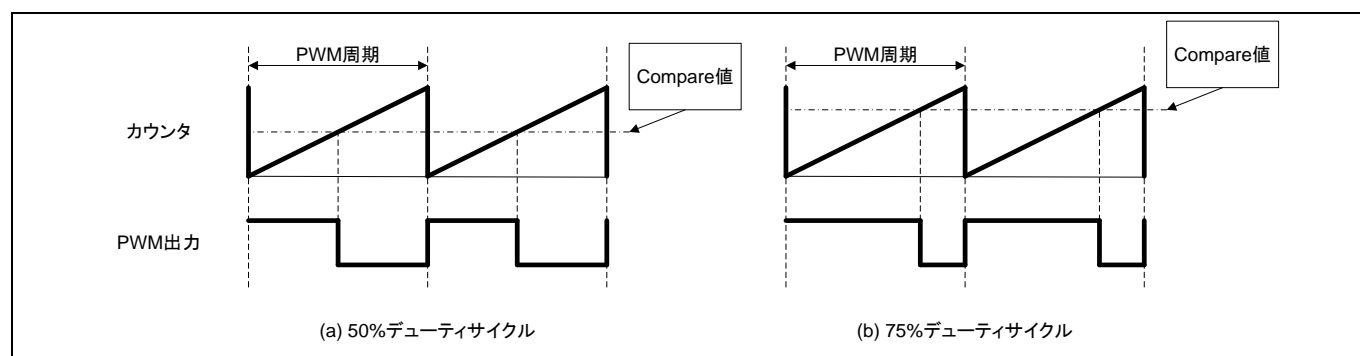 PWM周期
Compare値
PWM周期
Compare値
カウンタ
PWM出力
(a) 50%デューティサイクル
(b) 75%デューティサイクル